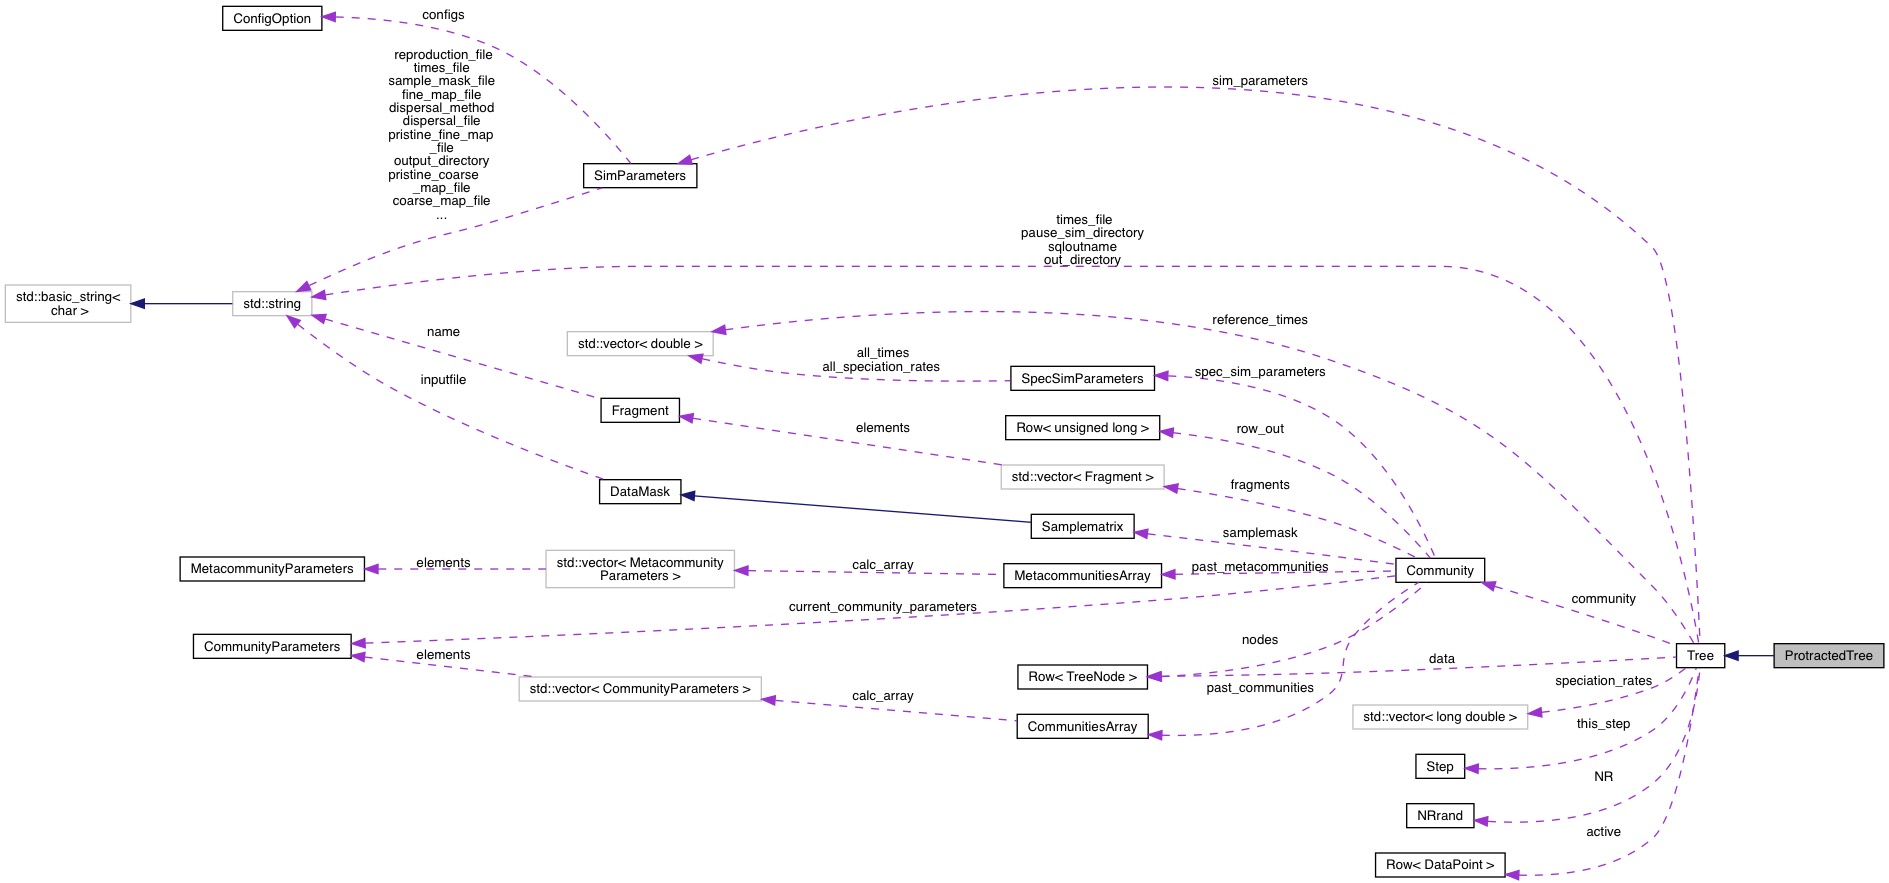 ConfigOption
configs
reproduction_file
times_file
sample_mask_file
fine_map_file
dispersal_method
dispersal_file
pristine_fine_map
_file
output_directory
pristine_coarse
_map_file
coarse_map_file
...
sim_parameters
SimParameters
times_file
pause_sim_directory
sqloutname
out_directory
std::basic_string<
char >
std::string
name
inputfile
std::vector< double >
reference_times
all_times
all_speciation_rates
SpecSimParameters
spec_sim_parameters
Fragment
elements
Row< unsigned long >
row_out
std::vector< Fragment >
fragments
DataMask
Samplematrix
samplemask
MetacommunityParameters
elements
std::vector< Metacommunity
Parameters >
calc_array
MetacommunitiesArray
past_metacommunities
Community
current_community_parameters
community
CommunityParameters
elements
std::vector< CommunityParameters >
calc_array
nodes
data
Row< TreeNode >
past_communities
CommunitiesArray
Tree
ProtractedTree
speciation_rates
std::vector< long double >
this_step
Step
NR
NRrand
active
Row< DataPoint >